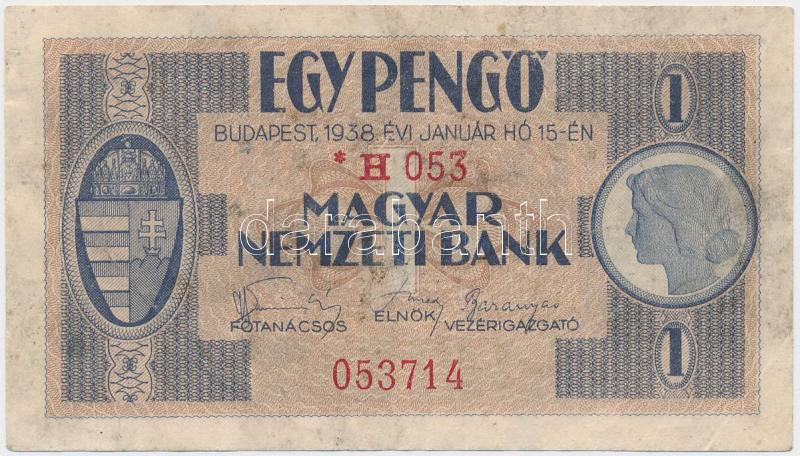 EGY PENGŐ
1
BUDAPEST, 1938 ÉVI JANUÁR HÓ 15-ÉN
* H 053
MAGYAR
NEMZETI BANK
darabanth
FŐTANÁCSOS ELNÖK VEZÉRIGAZGATÓ
1
053714